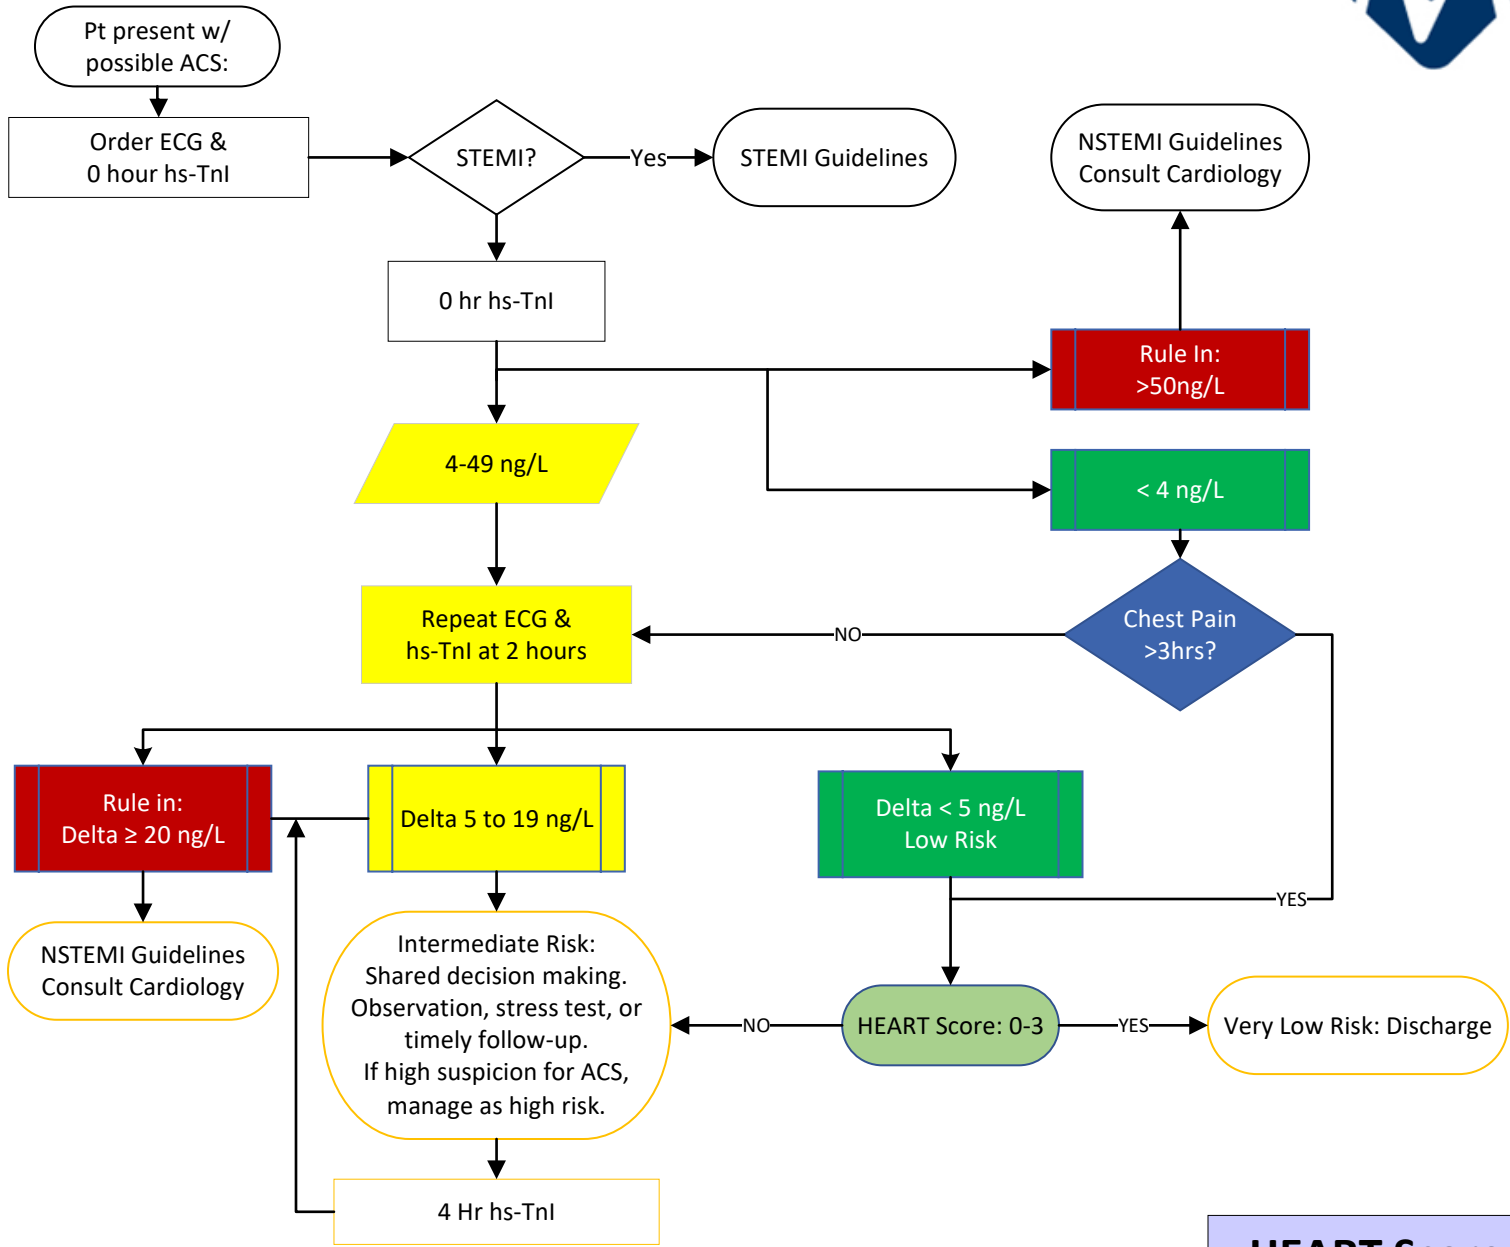 Pt present w/
possible ACS:
Order ECG &
0 hour hs-TnI
STEMI?
Yes
STEMI Guidelines
NSTEMI Guidelines
Consult Cardiology
0 hr hs-TnI
Rule In:
>50ng/L
4-49 ng/L
< 4 ng/L
Repeat ECG &
hs-TnI at 2 hours
NO
Chest Pain
>3hrs?
Rule in:
Delta ≥ 20 ng/L
Delta 5 to 19 ng/L
Delta < 5 ng/L
Low Risk
YES
NSTEMI Guidelines
Consult Cardiology
Intermediate Risk:
Shared decision making.
Observation, stress test, or
timely follow-up.
If high suspicion for ACS,
manage as high risk.
NO
HEART Score: 0-3
YES
Very Low Risk: Discharge
4 Hr hs-TnI